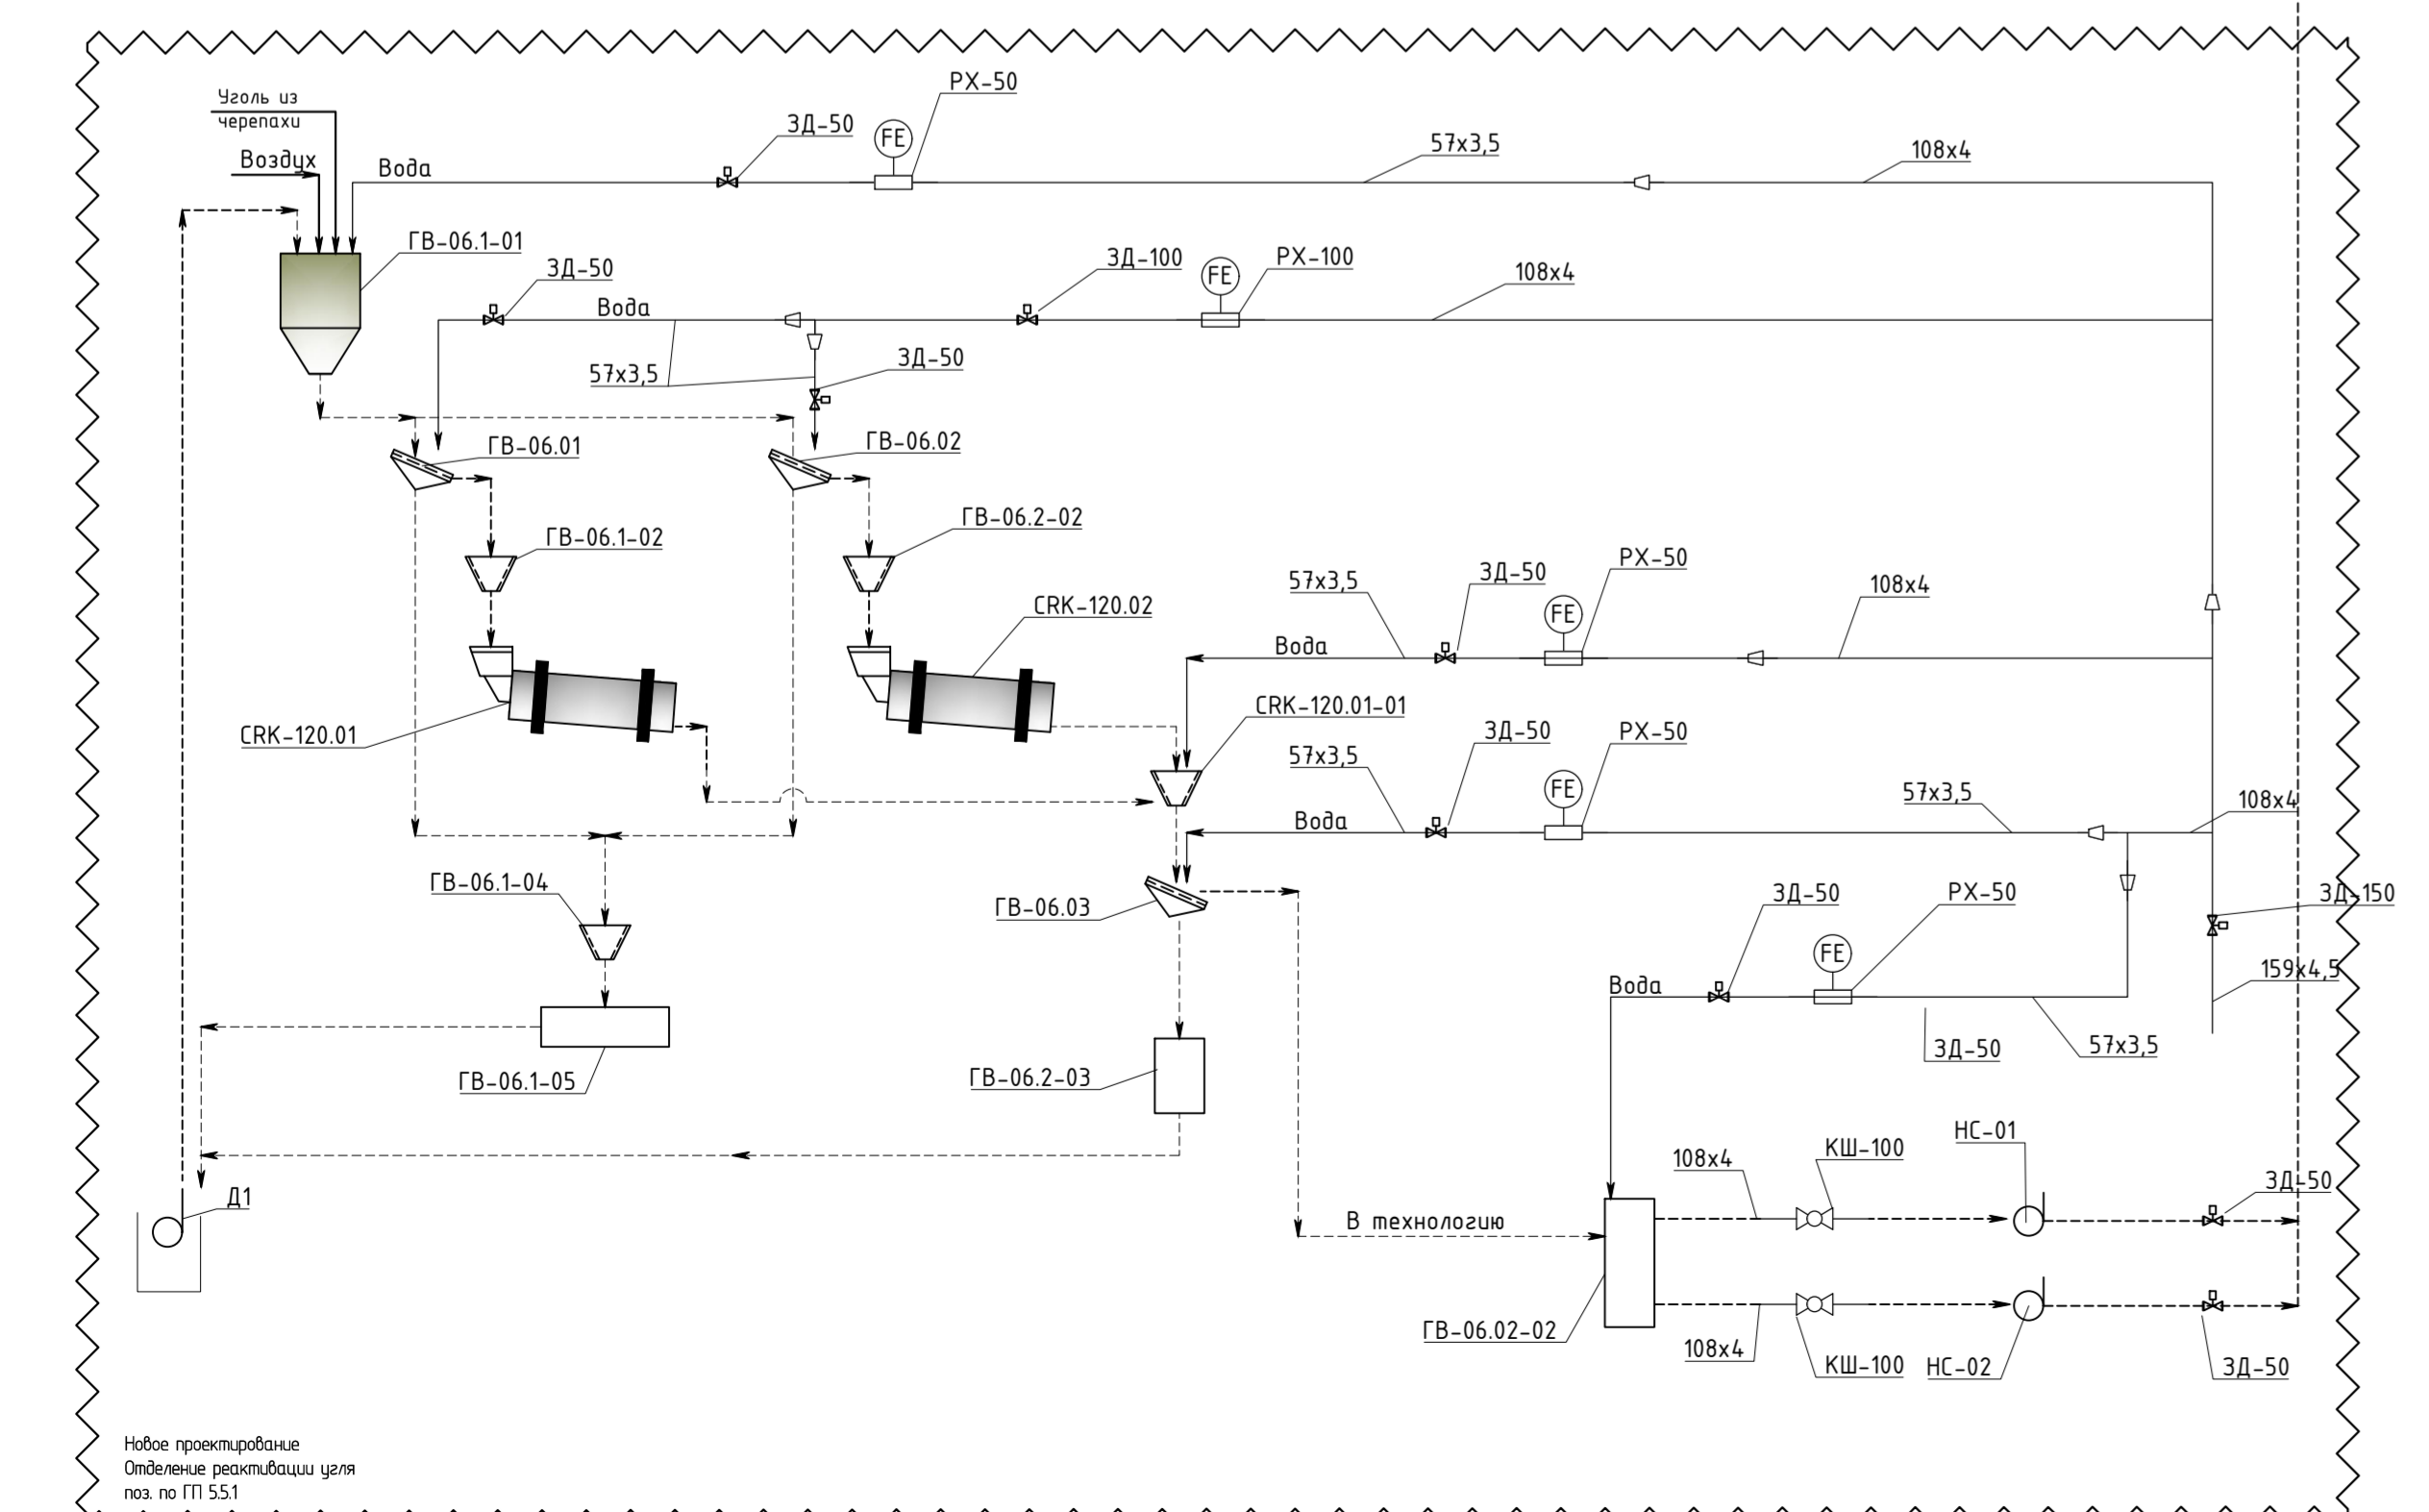 РХ-50
Уголь из
черепахи
ЗД-50
FE
57х3,5
108х4
Воздух
Вода
ГВ-06.1-01
ЗД-50
ЗД-100
FE
РХ-100
108х4
Вода
57х3,5
ЗД-50
ГВ-06.01
ГВ-06.02
ГВ-06.1-02
ГВ-06.2-02
57х3,5
ЗД-50
РХ-50
108х4
FE
CRK-120.02
Вода
CRK-120.01
CRK-120.01-01
57х3,5
ЗД-50
РХ-50
FE
57х3,5
108х4
Вода
ГВ-06.1-04
ГВ-06.03
ЗД-50
РХ-50
ЗД-150
FE
Вода
159х4,5
ЗД-50
57х3,5
ГВ-06.1-05
ГВ-06.2-03
Д1
108х4
КШ-100
НС-01
ЗД-50
В технологию
ГВ-06.02-02
108х4
КШ-100
НС-02
ЗД-50
Новое проектирование
Отделение реактивации угля
поз. по ГП 5.5.1